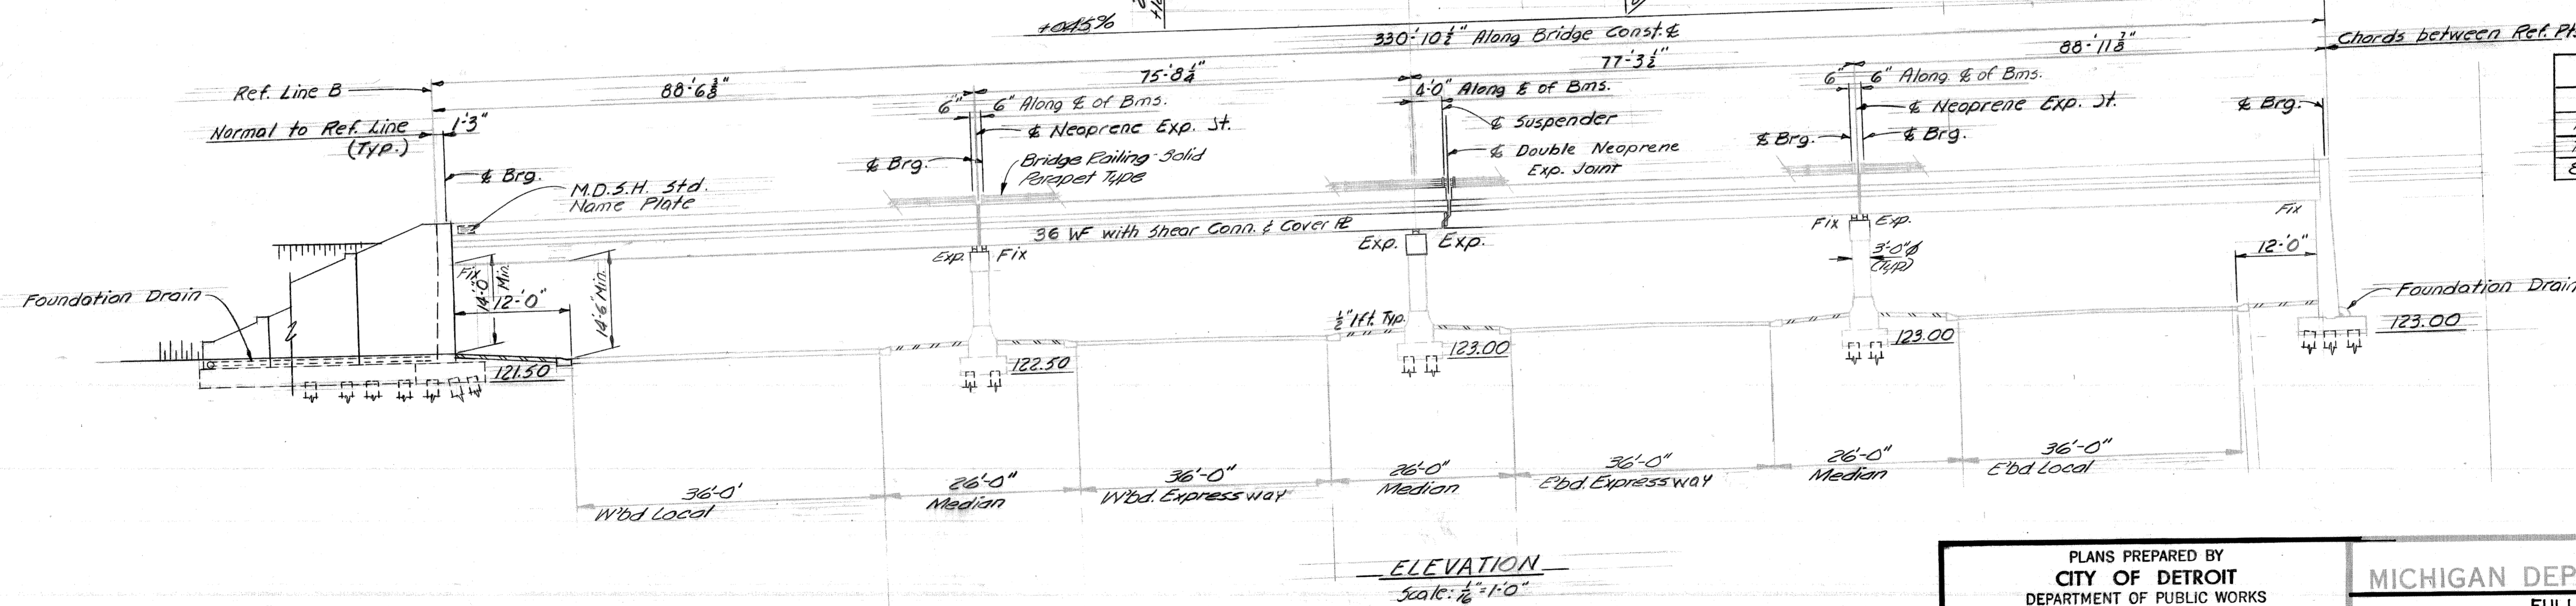 +0.45%
330'-10½" Along Bridge Const. ℄
Chords between Ref. Pt
88'-6⅜"
75'-8¼"
77'-3½"
88'-11⅞"
Ref. Line B
Normal to Ref. Line
(Typ.)
1'-3"
6" 6" Along ℄ of Bms.
4'-0" Along ℄ of Bms.
6" 6" Along ℄ of Bms.
℄ Neoprene Exp. Jt.
℄ Suspender
℄ Neoprene Exp. Jt.
℄ Brg.
℄ Brg.
℄ Brg.
℄ Brg.
℄ Brg.
Bridge Railing-Solid
Parapet Type
℄ Double Neoprene
Exp. Joint
M.D.S.H. Std.
Name Plate
36 WF with Shear Conn. & Cover ℙ
Exp. Fix
Exp. Exp.
Fix Exp.
Fix
3'-0"ϕ
(Typ)
12'-0"
Foundation Drain
Fix
14'-0"
Min.
12'-0"
14'-6" Min.
½"/ft. Typ.
Foundation Drain
121.50
122.50
123.00
123.00
123.00
36'-0'
W'bd Local
26'-0"
Median
36'-0"
W'bd. Expressway
26'-0"
Median
36'-0"
E'bd. Expressway
26'-0"
Median
36'-0"
E'bd Local
ELEVATION
Scale: 1/16"=1'-0"
PLANS PREPARED BY
CITY OF DETROIT
DEPARTMENT OF PUBLIC WORKS
MICHIGAN DEP